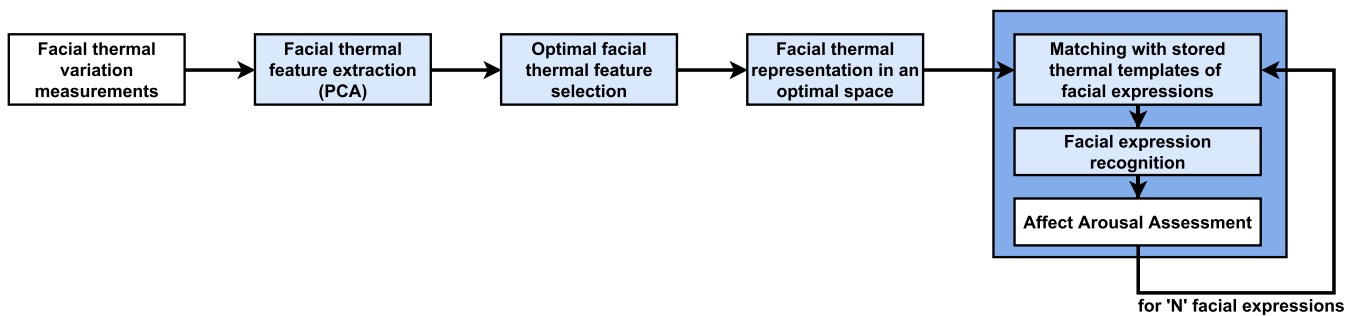 Facial thermal
variation
measurements
Facial thermal
feature extraction
(PCA)
Optimal facial
thermal feature
selection
Facial thermal
representation in an
optimal space
Matching with stored
thermal templates of
facial expressions
Facial expression
recognition
Affect Arousal Assessment
for 'N' facial expressions